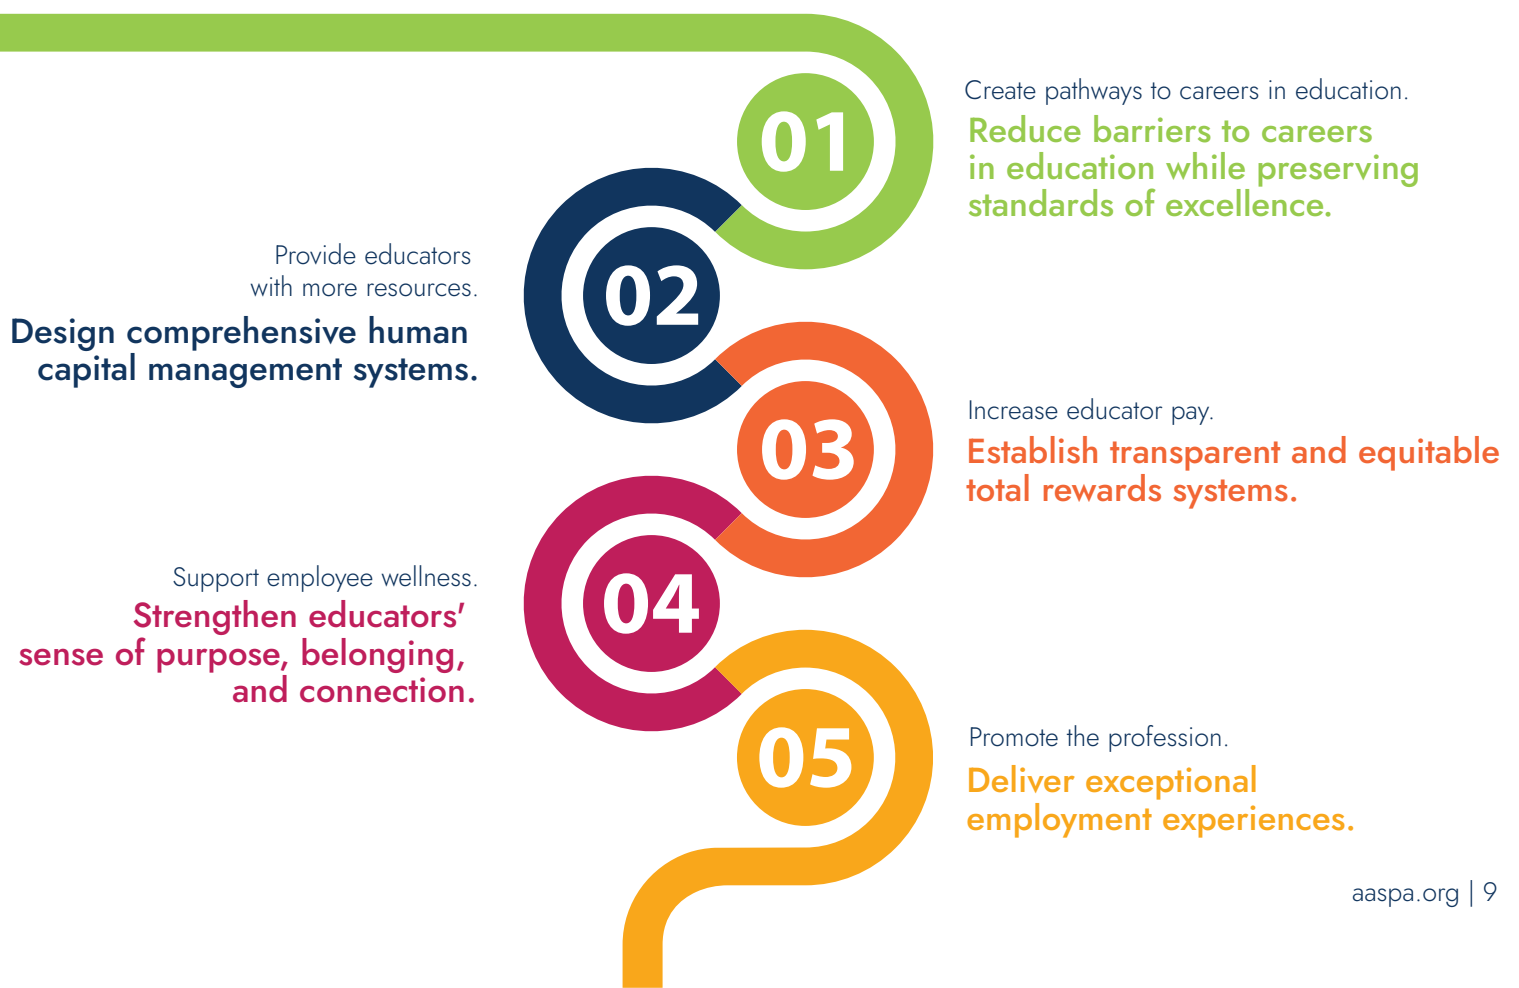 01
Create pathways to careers in education.
Reduce barriers to careers
in education while preserving
standards of excellence.
02
Provide educators
with more resources.
Design comprehensive human
capital management systems.
03
Increase educator pay.
Establish transparent and equitable
total rewards systems.
04
Support employee wellness.
Strengthen educators'
sense of purpose, belonging,
and connection.
05
Promote the profession.
Deliver exceptional
employment experiences.
aaspa.org | 9